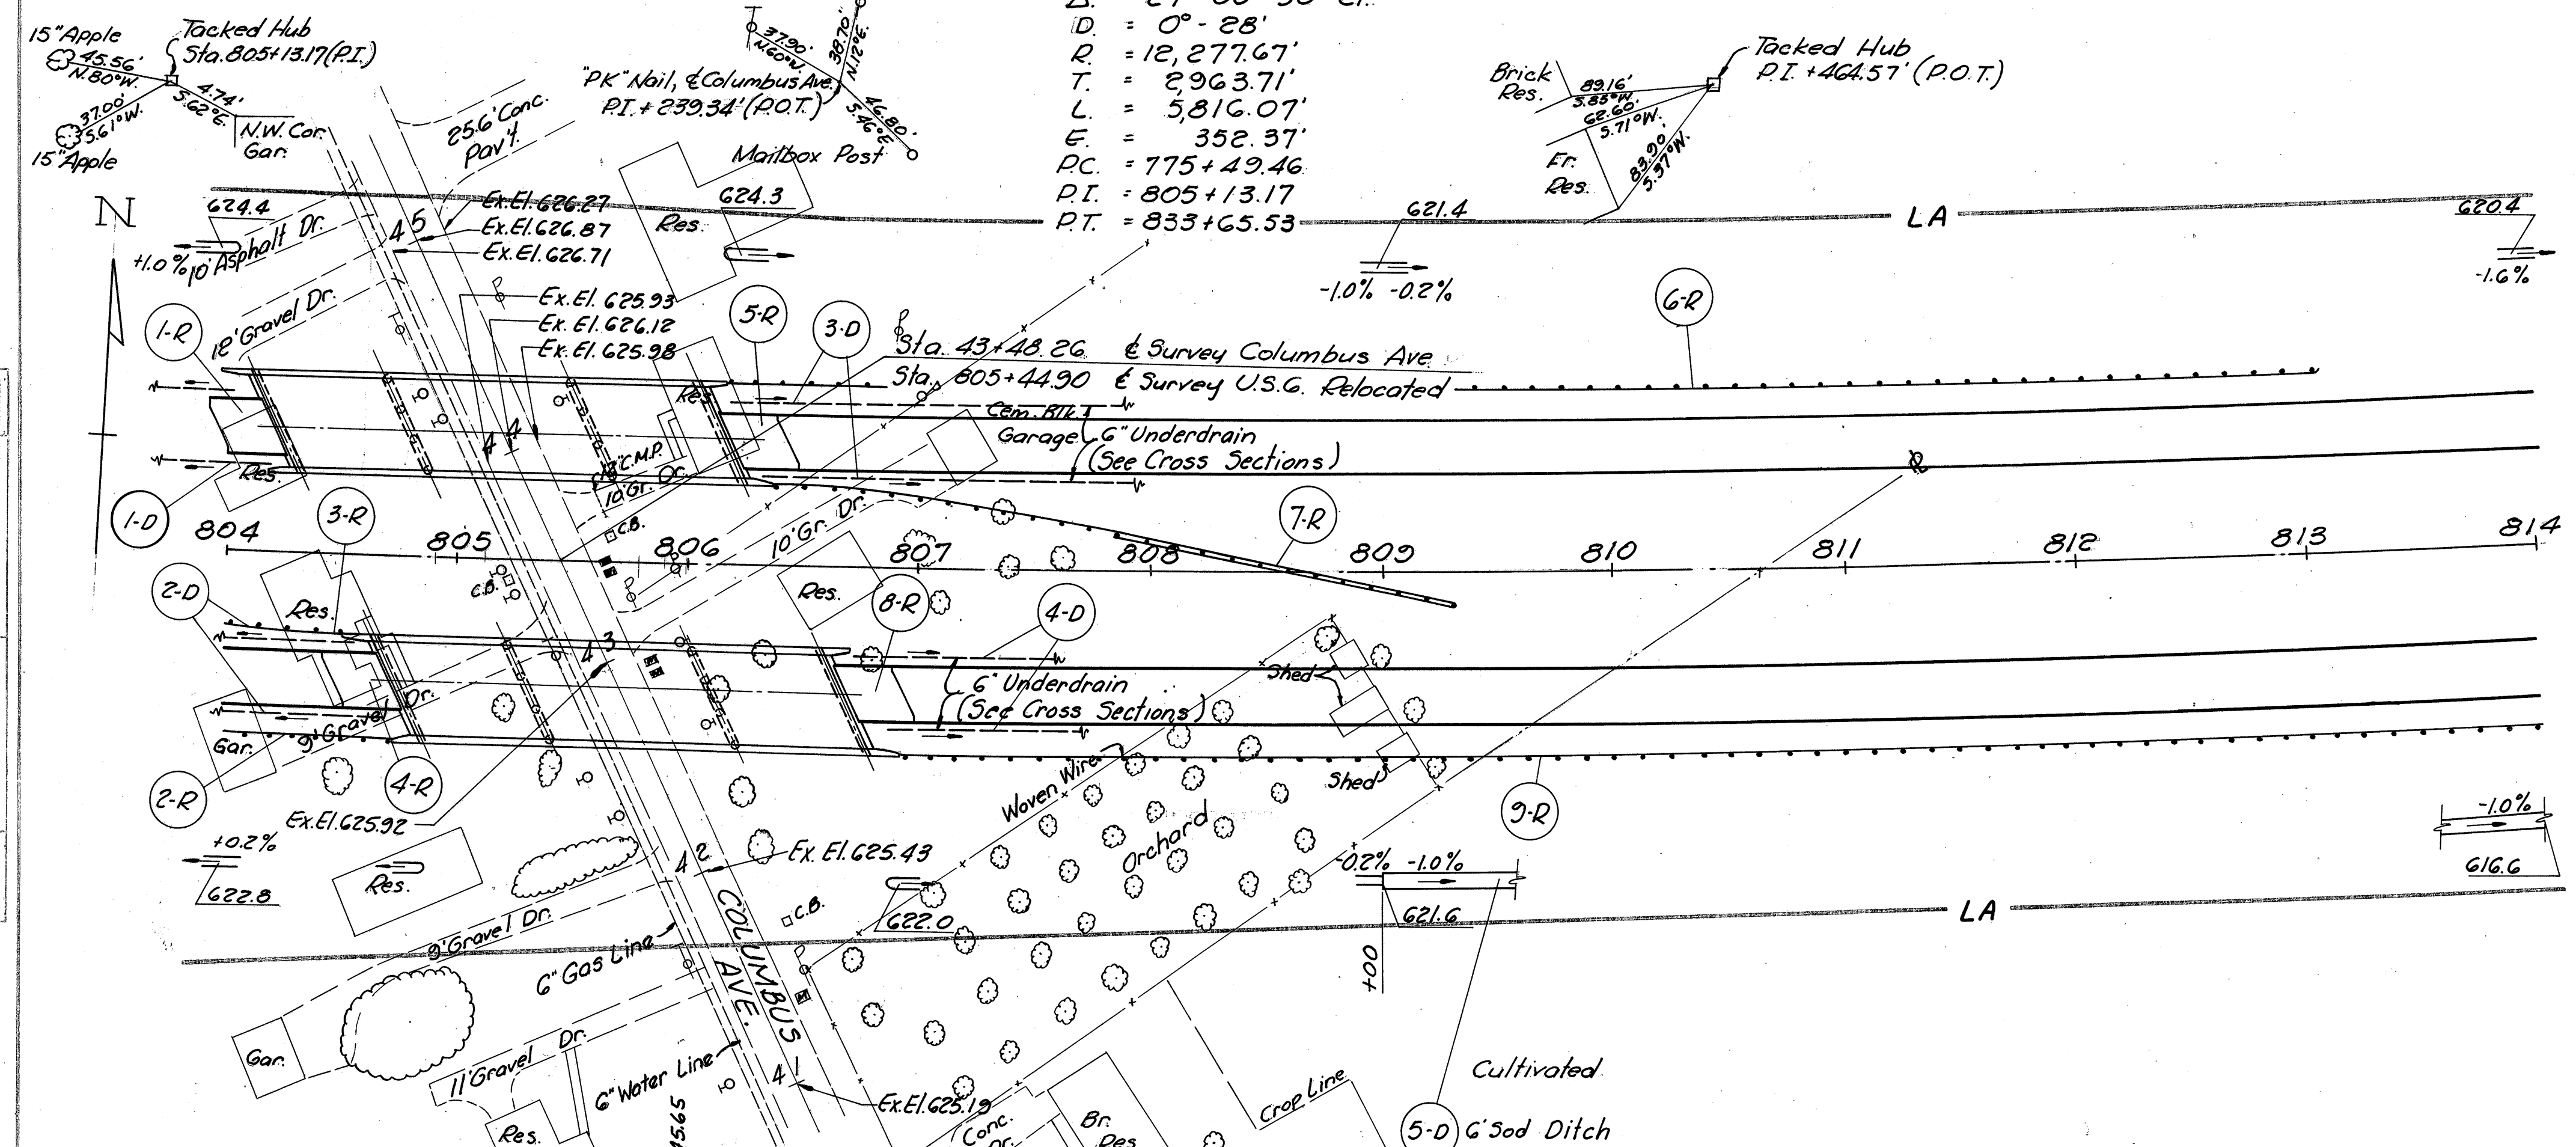 15" Apple
45.56'
N.80°W.
Tacked Hub
Sta. 805+13.17 (P.I.)
4.74'
S.62°E.
37.00'
S.61°W.
15" Apple
N.W. Cor.
Gar.
25.6' Conc.
Pav't.
37.90'
N.60°W.
38.70'
N.12°E.
"PK" Nail, ℄ Columbus Ave.
P.I. + 239.34' (P.O.T.)
46.80'
S.46°E.
Mailbox Post
D. = 0° - 28'
R. = 12,277.67'
T. = 2,963.71'
L. = 5,816.07'
E. = 352.37'
P.C. = 775+49.46
P.I. = 805+13.17
P.T. = 833+65.53
Tacked Hub
P.I. + 464.57' (P.O.T.)
Brick
Res.
89.16'
S.85°W.
62.60'
S.71°W.
83.90'
S.37°W.
Fr.
Res.
N
624.4
+1.0%
10' Asphalt Dr.
12' Gravel Dr.
45
Ex. El. 626.27
Ex. El. 626.87
Ex. El. 626.71
Res.
624.3
621.4
-1.0% -0.2%
LA
620.4
-1.6%
Ex. El. 625.93
Ex. El. 626.12
Ex. El. 625.98
1-R
5-R
3-D
6-R
Sta. 43+48.26 ℄ Survey Columbus Ave.
Sta. 805+44.90 ℄ Survey U.S.6. Relocated
Res.
44
Cem. Blk.
Garage
6" Underdrain
(See Cross Sections)
C.M.P.
10' Gr. Dr.
Res.
1-D
3-R
C.B.
10' Gr. Dr.
7-R
804
805
806
807
808
809
810
811
812
813
814
2-D
C.B.
Res.
Res.
8-R
4-D
43
Shed
6" Underdrain
(See Cross Sections)
9' Gravel Dr.
Gar.
2-R
4-R
Woven Wire
Shed
9-R
Orchard
Ex. El. 625.92
+0.2%
622.8
Res.
42
Ex. El. 625.43
622.0
-0.2% -1.0%
621.6
+00
-1.0%
616.6
LA
C.B.
9' Gravel Dr.
6" Gas Line
COLUMBUS
AVE.
Gar.
11' Gravel Dr.
6" Water Line
41
Ex. El. 625.19
Res.
Conc.
Dr.
Br.
Res
Crop Line
Cultivated
5-D 6' Sod Ditch